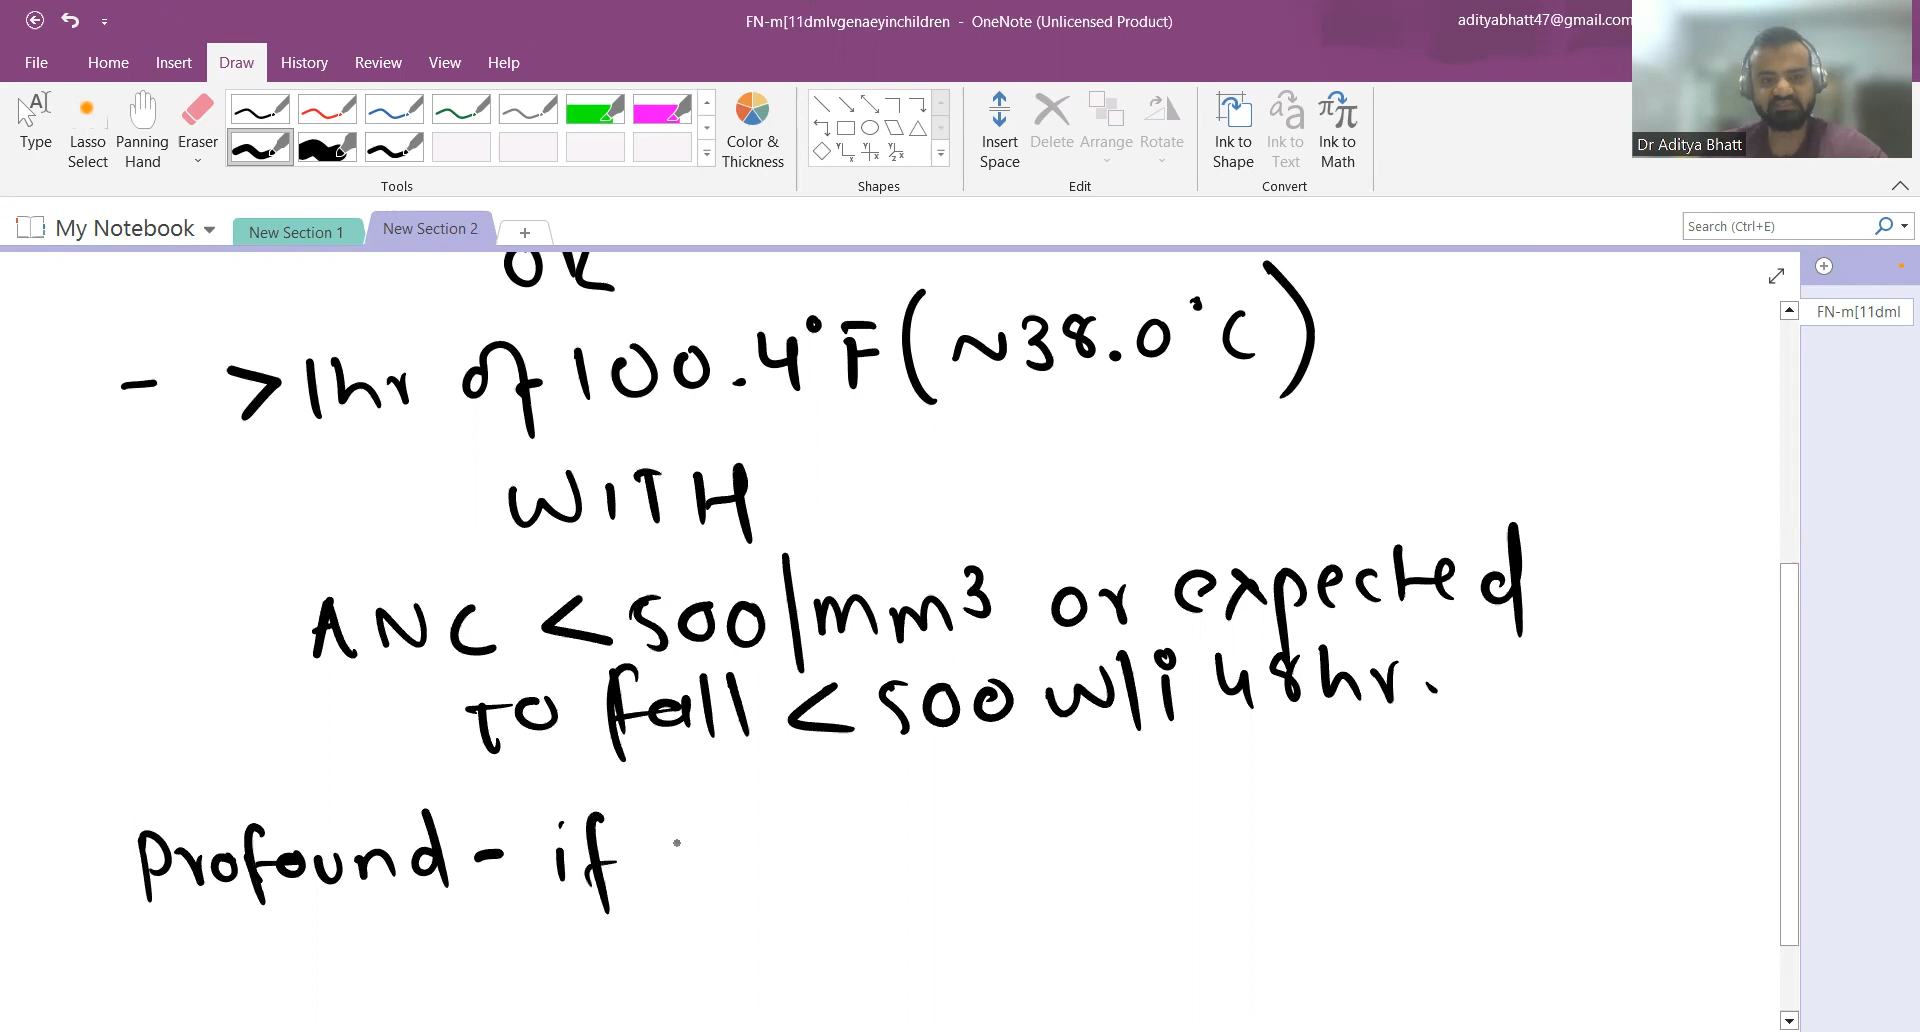 FN-m[11dmlvgenaeyinchildren - OneNote (Unlicensed Product)
adityabhatt47@gmail.com
File Home Insert Draw History Review View Help
Type
Lasso Select
Panning Hand
Eraser
Color & Thickness
Insert Space
Delete
Arrange
Rotate
Ink to Shape
Ink to Text
Ink to Math
Dr Aditya Bhatt
Tools Shapes Edit Convert
My Notebook New Section 1 New Section 2
Search (Ctrl+E)
FN-m[11dml
OR
- >1hr of 100.4°F (~38.0°C)
WITH
ANC <500/mm³ or expected
to fall <500 w/i 48hr.
Profound - if